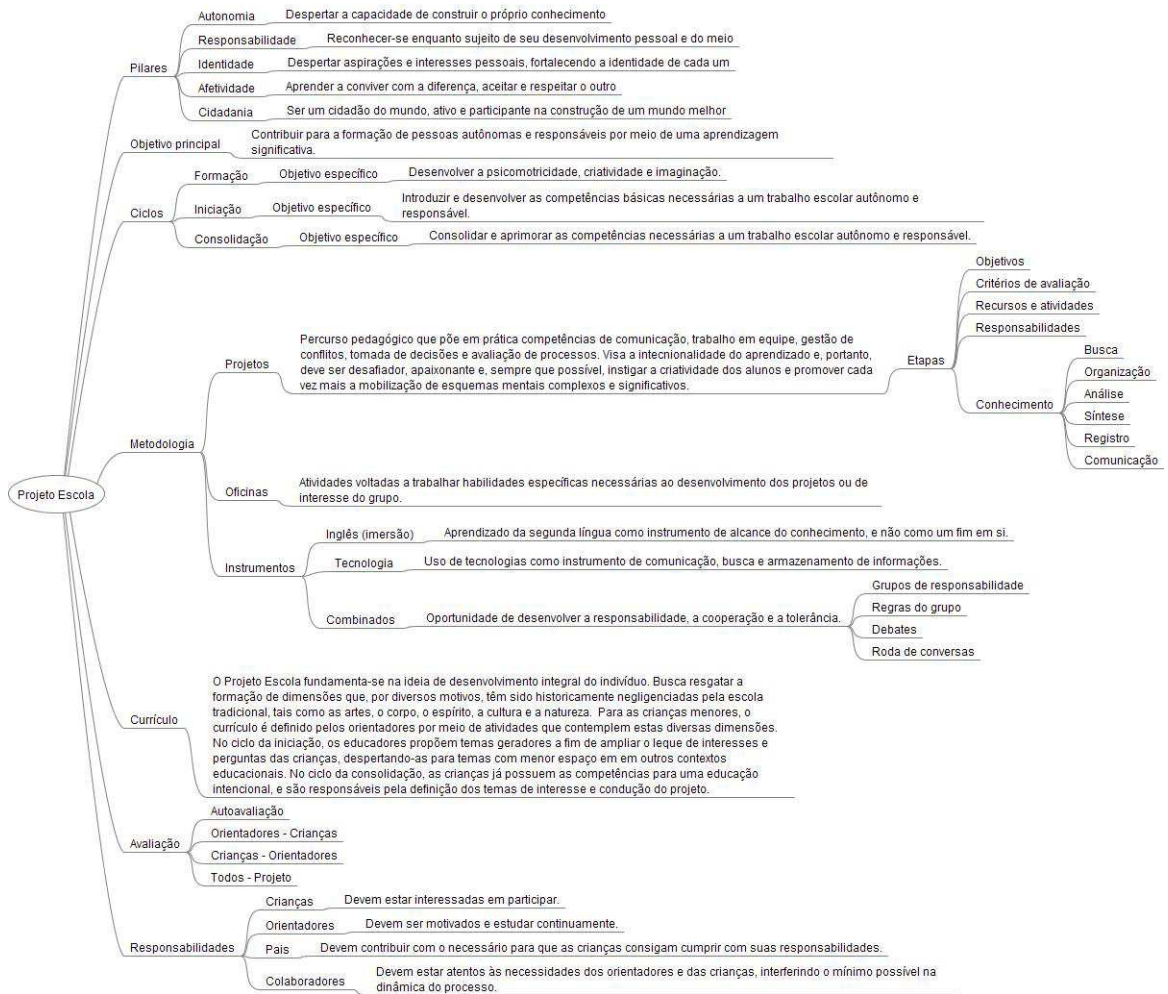 Projeto Escola
Pilares
Autonomia
Despertar a capacidade de construir o próprio conhecimento
Responsabilidade
Reconhecer-se enquanto sujeito de seu desenvolvimento pessoal e do meio
Identidade
Despertar aspirações e interesses pessoais, fortalecendo a identidade de cada um
Afetividade
Aprender a conviver com a diferença, aceitar e respeitar o outro
Cidadania
Ser um cidadão do mundo, ativo e participante na construção de um mundo melhor
Objetivo principal
Contribuir para a formação de pessoas autônomas e responsáveis por meio de uma aprendizagem
significativa.
Ciclos
Formação
Objetivo específico
Desenvolver a psicomotricidade, criatividade e imaginação.
Iniciação
Objetivo específico
Introduzir e desenvolver as competências básicas necessárias a um trabalho escolar autônomo e
responsável.
Consolidação
Objetivo específico
Consolidar e aprimorar as competências necessárias a um trabalho escolar autônomo e responsável.
Metodologia
Projetos
Percurso pedagógico que põe em prática competências de comunicação, trabalho em equipe, gestão de
conflitos, tomada de decisões e avaliação de processos. Visa a intecnionalidade do aprendizado e, portanto,
deve ser desafiador, apaixonante e, sempre que possível, instigar a criatividade dos alunos e promover cada
vez mais a mobilização de esquemas mentais complexos e significativos.
Etapas
Objetivos
Critérios de avaliação
Recursos e atividades
Responsabilidades
Conhecimento
Busca
Organização
Análise
Síntese
Registro
Comunicação
Oficinas
Atividades voltadas a trabalhar habilidades específicas necessárias ao desenvolvimento dos projetos ou de
interesse do grupo.
Instrumentos
Inglês (imersão)
Aprendizado da segunda língua como instrumento de alcance do conhecimento, e não como um fim em si.
Tecnologia
Uso de tecnologias como instrumento de comunicação, busca e armazenamento de informações.
Combinados
Oportunidade de desenvolver a responsabilidade, a cooperação e a tolerância.
Grupos de responsabilidade
Regras do grupo
Debates
Roda de conversas
Currículo
O Projeto Escola fundamenta-se na ideia de desenvolvimento integral do indivíduo. Busca resgatar a
formação de dimensões que, por diversos motivos, têm sido historicamente negligenciadas pela escola
tradicional, tais como as artes, o corpo, o espírito, a cultura e a natureza. Para as crianças menores, o
currículo é definido pelos orientadores por meio de atividades que contemplem estas diversas dimensões.
No ciclo da iniciação, os educadores propõem temas geradores a fim de ampliar o leque de interesses e
perguntas das crianças, despertando-as para temas com menor espaço em em outros contextos
educacionais. No ciclo da consolidação, as crianças já possuem as competências para uma educação
intencional, e são responsáveis pela definição dos temas de interesse e condução do projeto.
Avaliação
Autoavaliação
Orientadores - Crianças
Crianças - Orientadores
Todos - Projeto
Responsabilidades
Crianças
Devem estar interessadas em participar.
Orientadores
Devem ser motivados e estudar continuamente.
Pais
Devem contribuir com o necessário para que as crianças consigam cumprir com suas responsabilidades.
Colaboradores
Devem estar atentos às necessidades dos orientadores e das crianças, interferindo o mínimo possível na
dinâmica do processo.